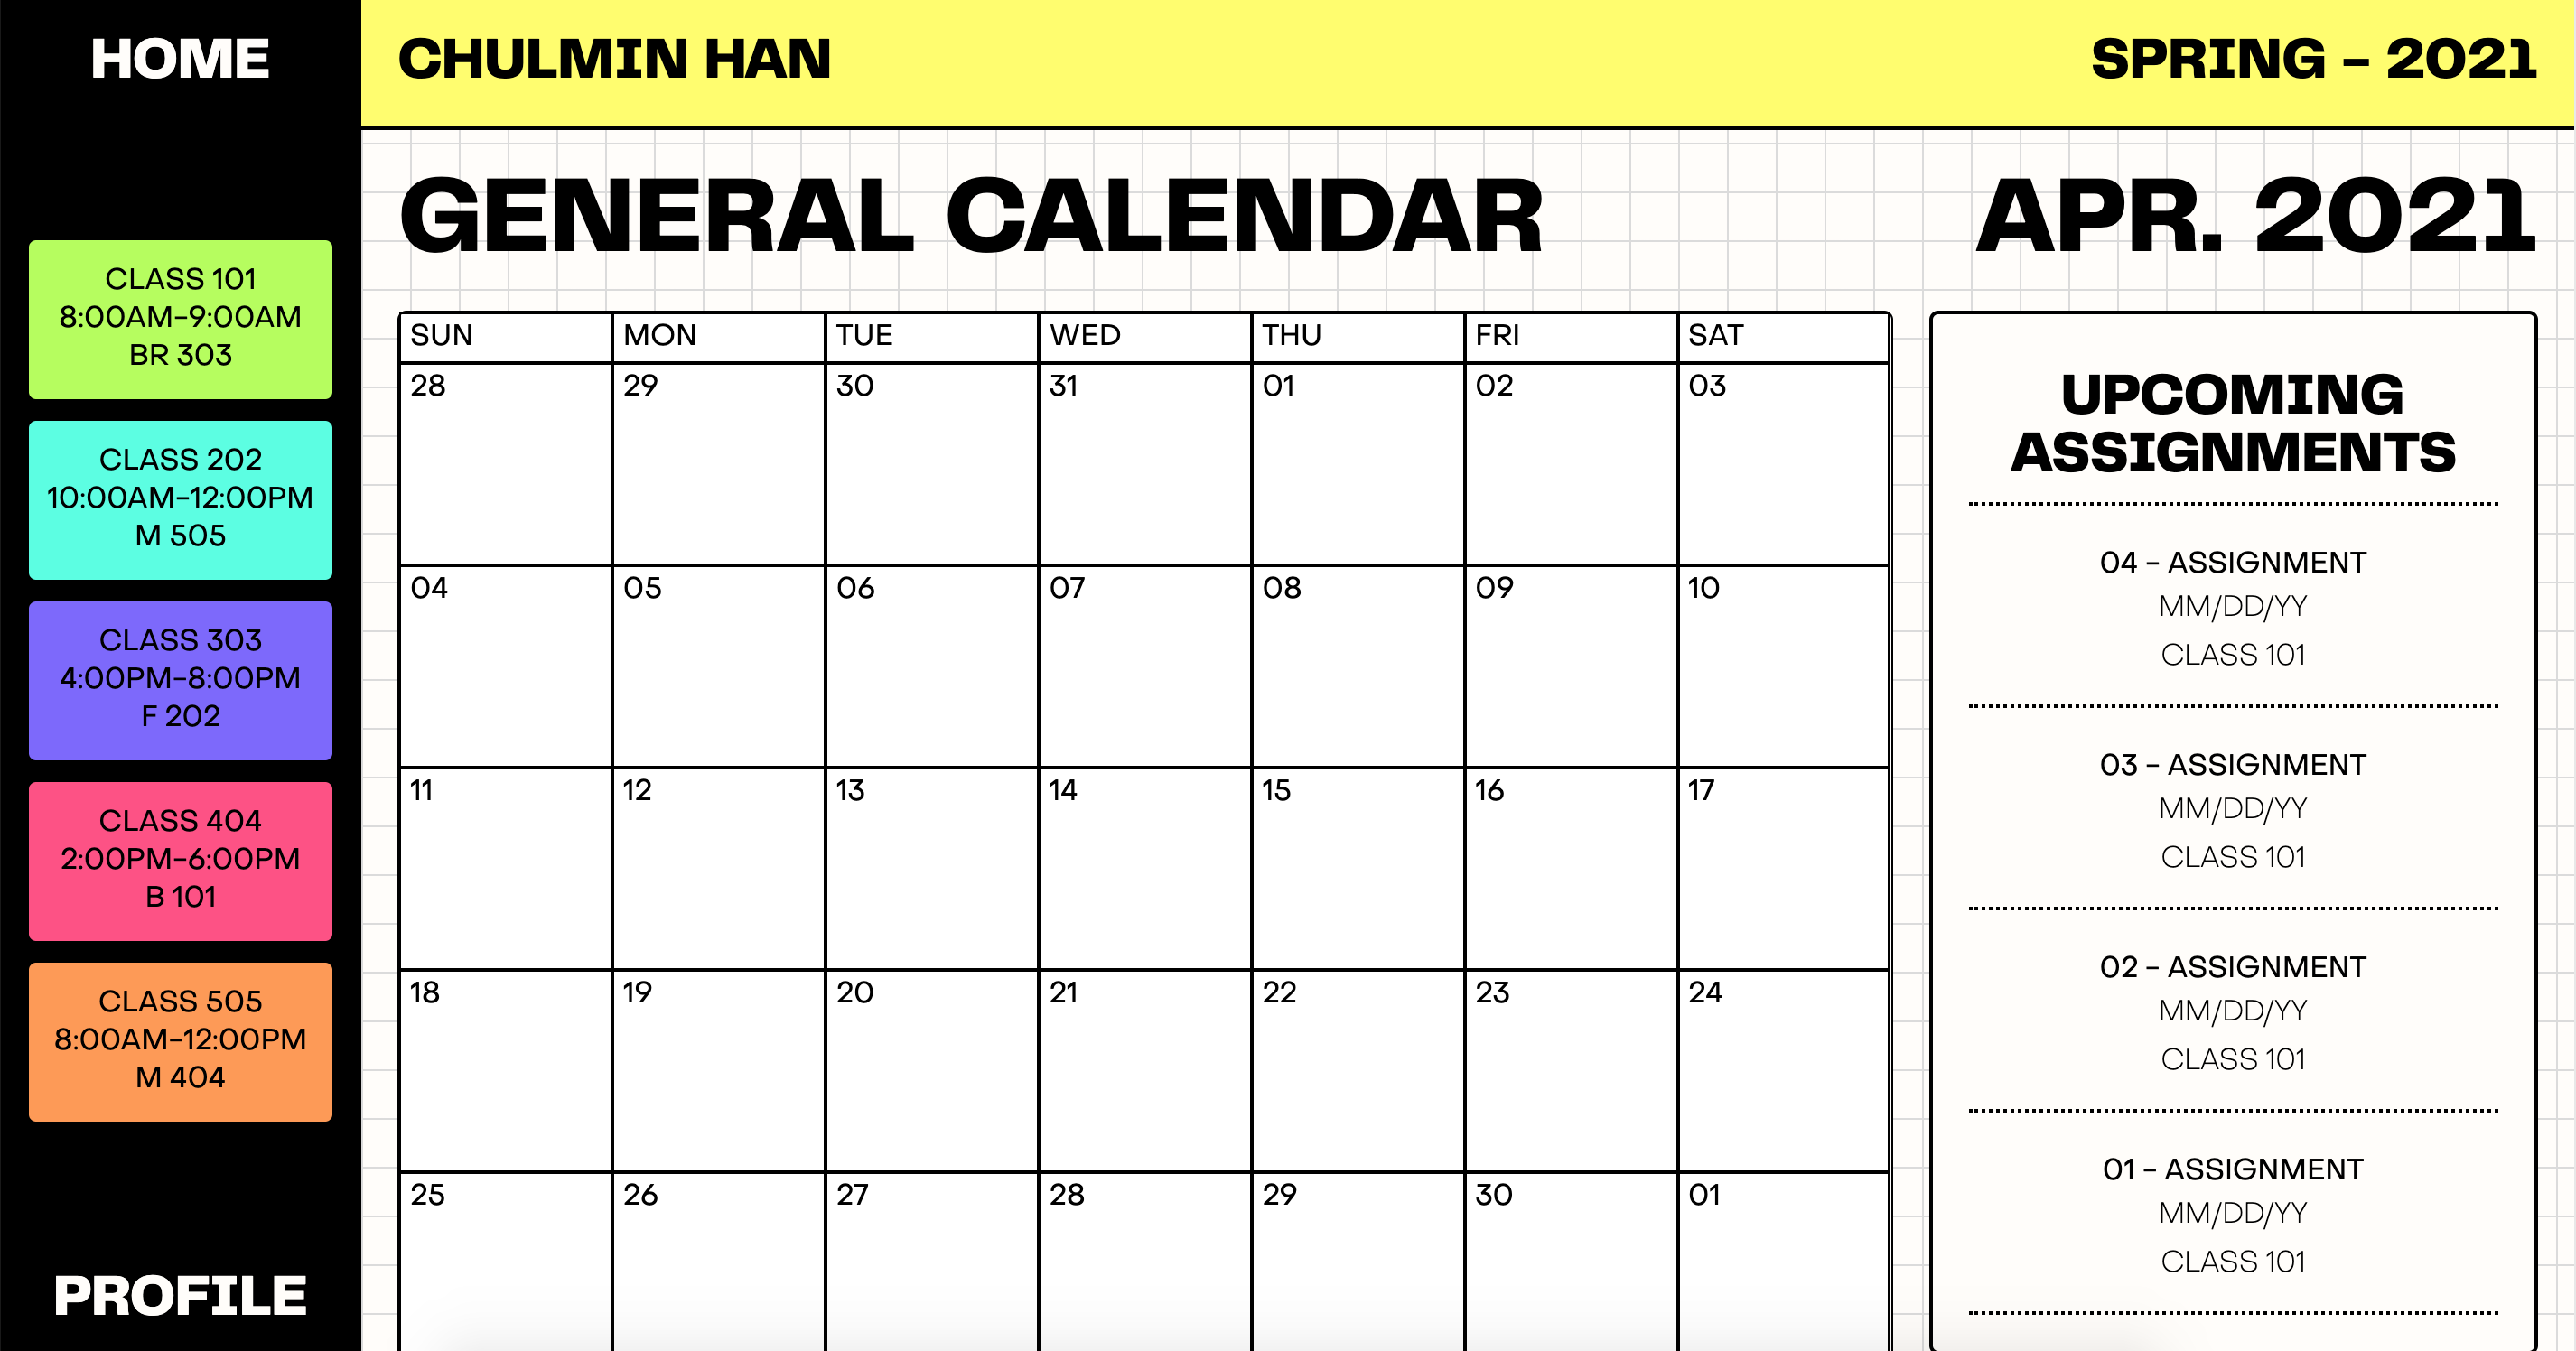 HOME
CLASS 101
8:00AM–9:00AM
BR 303
CLASS 202
10:00AM–12:00PM
M 505
CLASS 303
4:00PM–8:00PM
F 202
CLASS 404
2:00PM–6:00PM
B 101
CLASS 505
8:00AM–12:00PM
M 404
PROFILE
CHULMIN HAN
SPRING – 2021
GENERAL CALENDAR
APR. 2021
SUN MON TUE WED THU FRI SAT
28 29 30 31 01 02 03
04 05 06 07 08 09 10
11 12 13 14 15 16 17
18 19 20 21 22 23 24
25 26 27 28 29 30 01
UPCOMING
ASSIGNMENTS
04 – ASSIGNMENT
MM/DD/YY
CLASS 101
03 – ASSIGNMENT
MM/DD/YY
CLASS 101
02 – ASSIGNMENT
MM/DD/YY
CLASS 101
01 – ASSIGNMENT
MM/DD/YY
CLASS 101